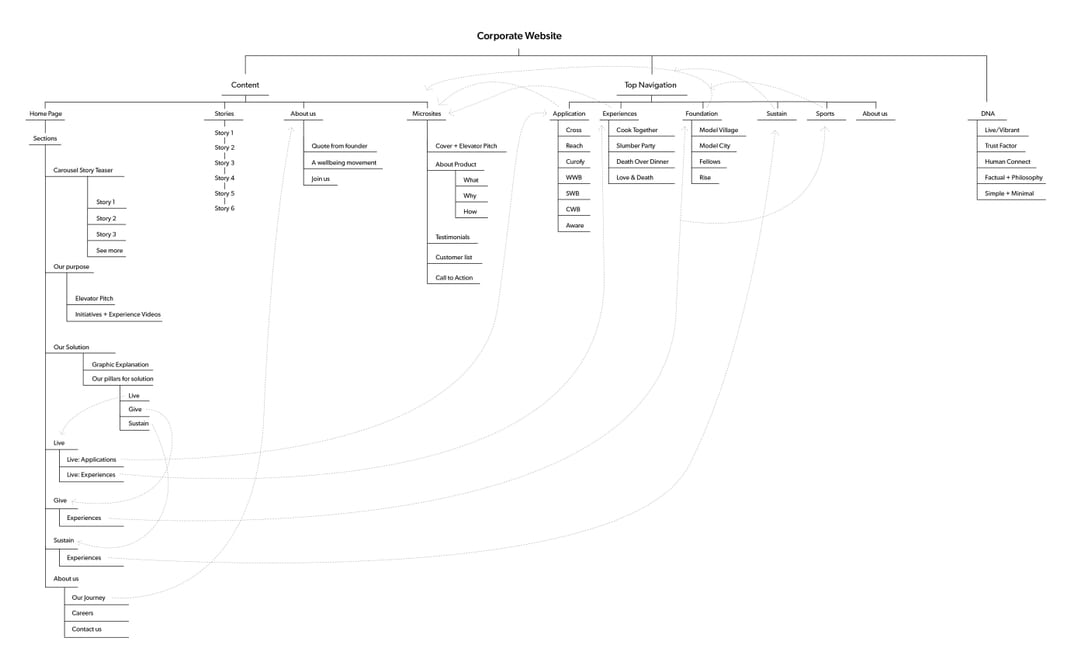 Corporate Website
Content
Top Navigation
Home Page
Stories
About us
Microsites
Application
Experiences
Foundation
Sustain
Sports
About us
DNA
Sections
Carousel Story Teaser
Story 1
Story 2
Story 3
See more
Our purpose
Elevator Pitch
Initiatives + Experience Videos
Our Solution
Graphic Explanation
Our pillars for solution
Live
Give
Sustain
Live
Live: Applications
Live: Experiences
Give
Experiences
Sustain
Experiences
About us
Our Journey
Careers
Contact us
Story 1
Story 2
Story 3
Story 4
Story 5
Story 6
Quote from founder
A wellbeing movement
Join us
Cover + Elevator Pitch
About Product
What
Why
How
Testimonials
Customer list
Call to Action
Cross
Reach
Curofy
WWB
SWB
CWB
Aware
Cook Together
Slumber Party
Death Over Dinner
Love & Death
Model Village
Model City
Fellows
Rise
Live/Vibrant
Trust Factor
Human Connect
Factual + Philosophy
Simple + Minimal